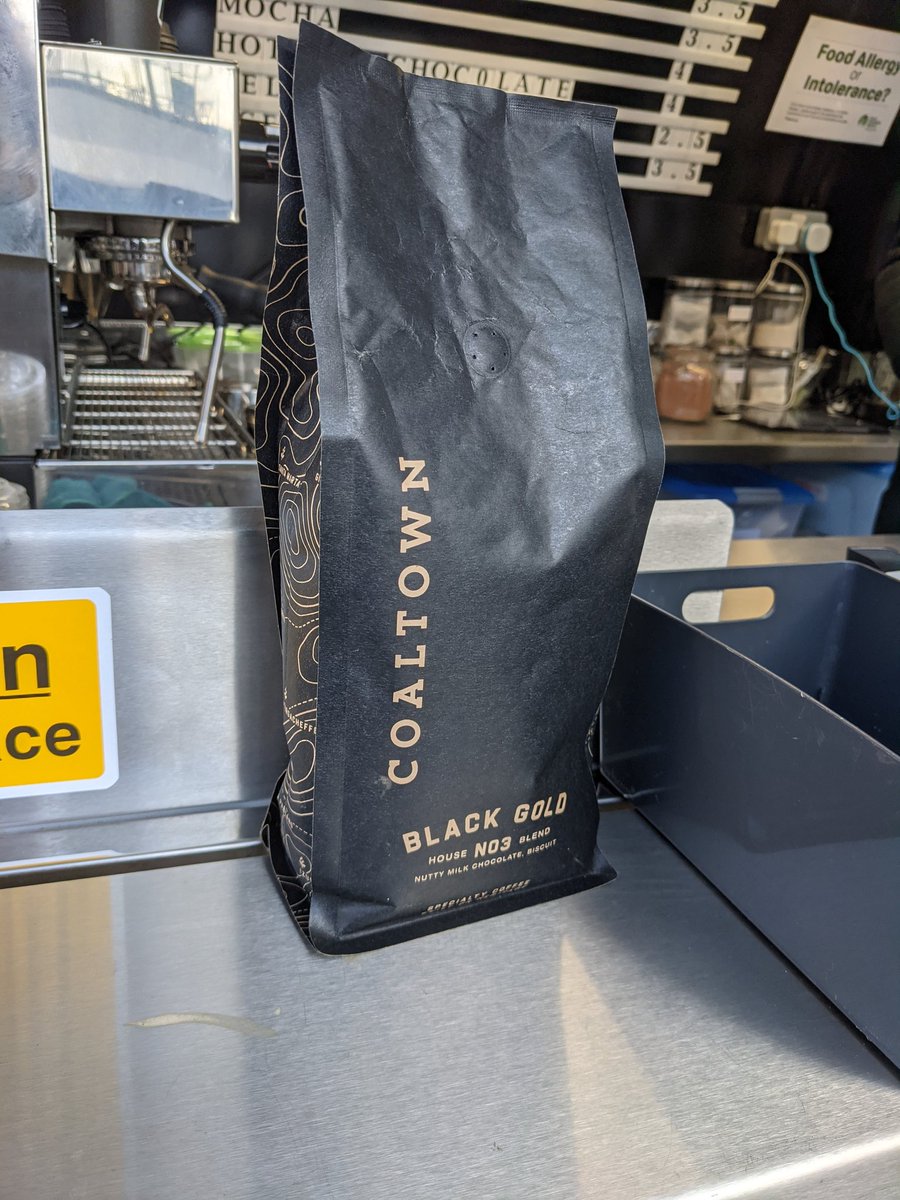 MOCHA
HOT CHOCOLATE
3.5
3.5
4
4
2.5
3.5
Food Allergy
or
Intolerance?
COALTOWN
BLACK GOLD
HOUSE NO3 BLEND
NUTTY MILK CHOCOLATE, BISCUIT
SPECIALTY COFFEE
n
ce